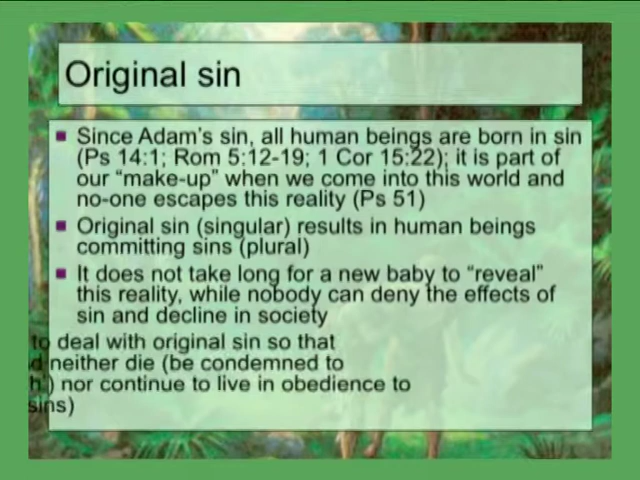 Original sin
Since Adam's sin, all human beings are born in sin
(Ps 14:1; Rom 5:12-19; 1 Cor 15:22); it is part of
our "make-up" when we come into this world and
no-one escapes this reality (Ps 51)
Original sin (singular) results in human beings
committing sins (plural)
It does not take long for a new baby to "reveal"
this reality, while nobody can deny the effects of
sin and decline in society
to deal with original sin so that
d neither die (be condemned to
h') nor continue to live in obedience to
sins)